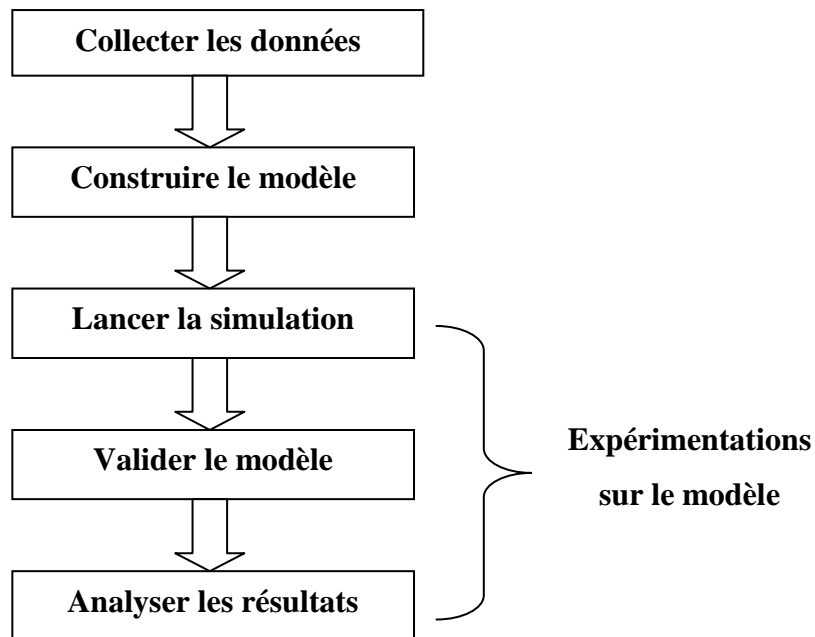 Collecter les données
Construire le modèle
Lancer la simulation
Valider le modèle
Analyser les résultats
Expérimentations
sur le modèle